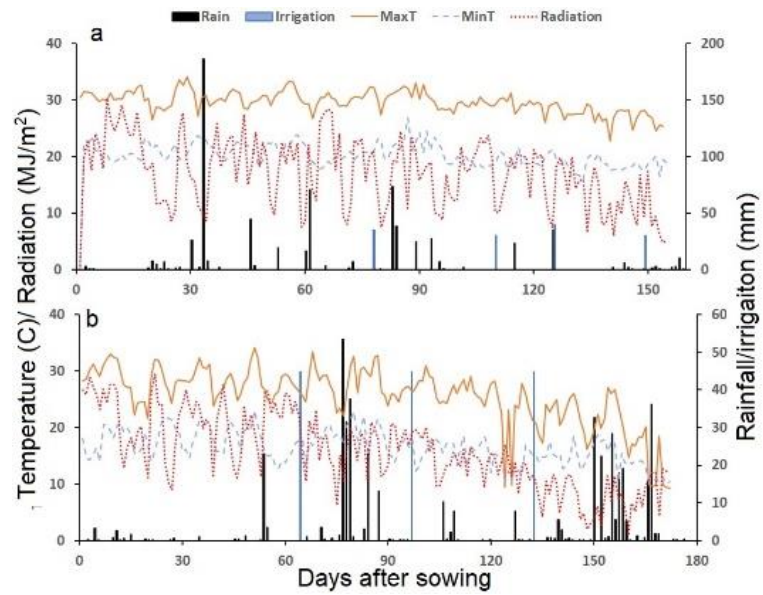 Rain Irrigation MaxT MinT Radiation
a
40 200
30 150
20 100
10 50
0 0
0 30 60 90 120 150
b
40 60
50
30 40
20 30
20
10 10
0 0
0 30 60 90 120 150 180
Temperature (C)/ Radiation (MJ/m²)
Rainfall/irrigaiton (mm)
Days after sowing